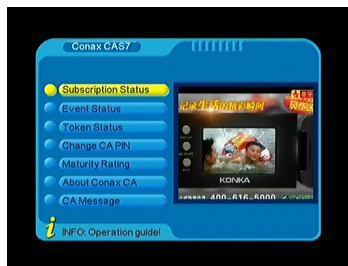 Conax CAS7
Subscription Status
Event Status
Token Status
Change CA PIN
Maturity Rating
About Conax CA
CA Message
记录生活的精彩瞬间
KONKA
400-616-5000
INFO: Operation guide!